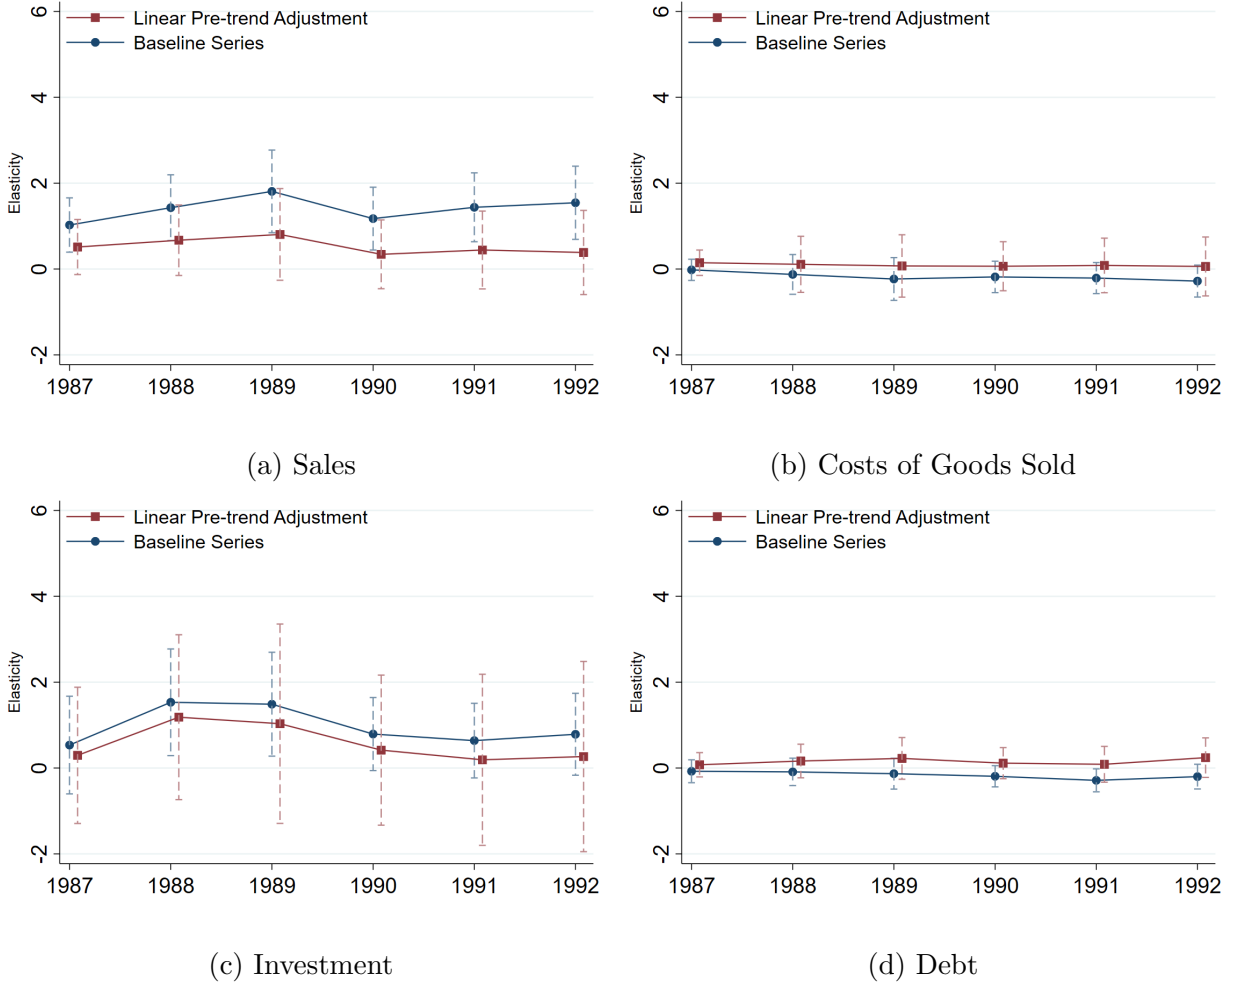 Linear Pre-trend Adjustment
Baseline Series
Elasticity
6
4
2
0
-2
1987 1988 1989 1990 1991 1992
(a) Sales
Linear Pre-trend Adjustment
Baseline Series
Elasticity
6
4
2
0
-2
1987 1988 1989 1990 1991 1992
(b) Costs of Goods Sold
Linear Pre-trend Adjustment
Baseline Series
Elasticity
6
4
2
0
-2
1987 1988 1989 1990 1991 1992
(c) Investment
Linear Pre-trend Adjustment
Baseline Series
Elasticity
6
4
2
0
-2
1987 1988 1989 1990 1991 1992
(d) Debt